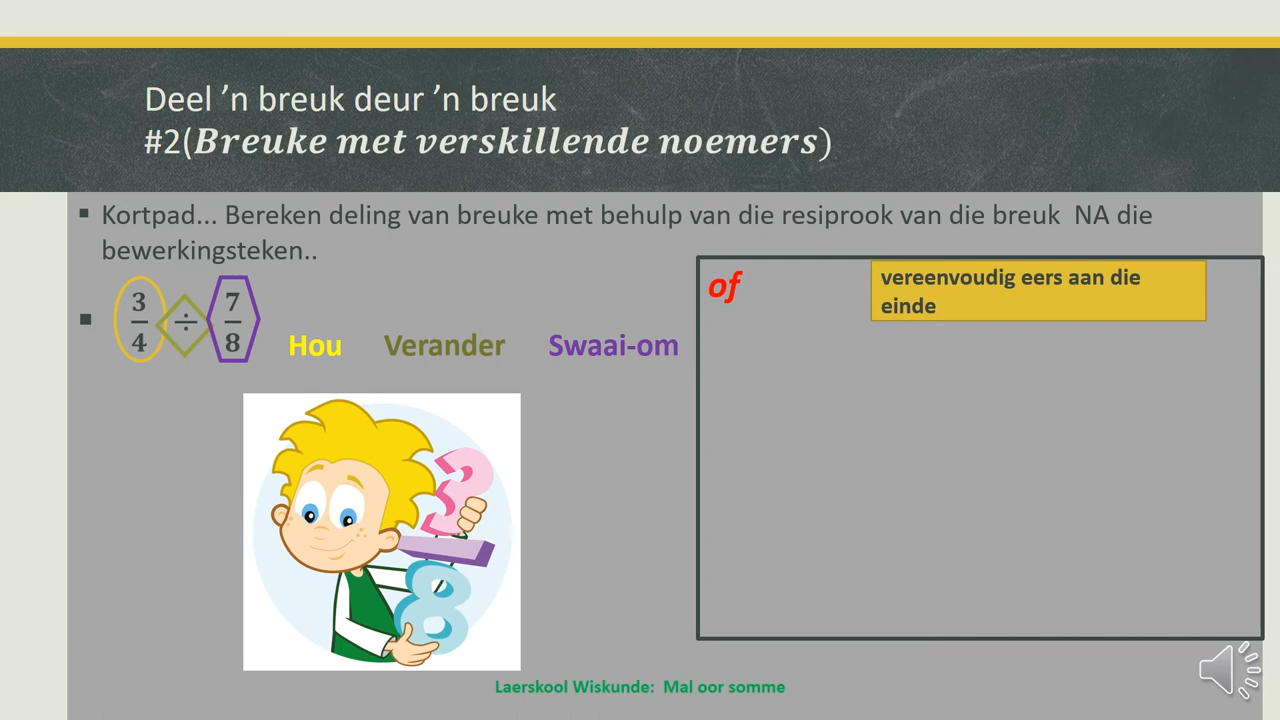 Deel ’n breuk deur ’n breuk
#2(Breuke met verskillende noemers)
▪ Kortpad... Bereken deling van breuke met behulp van die resiprook van die breuk NA die
bewerkingsteken..
▪ 3/4 ÷ 7/8
Hou Verander Swaai-om
of
vereenvoudig eers aan die
einde
3
8
Laerskool Wiskunde: Mal oor somme